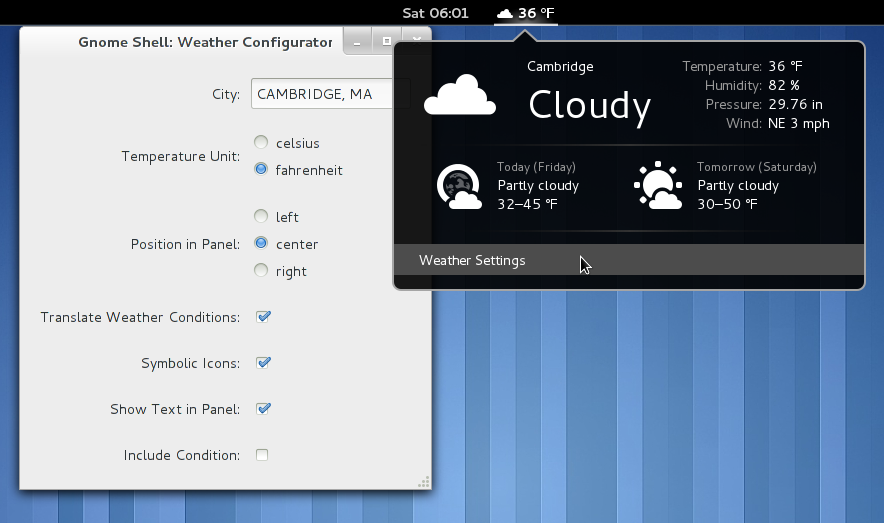 Sat 06:01
36 °F
Gnome Shell: Weather Configurator
City:
CAMBRIDGE, MA
Temperature Unit:
celsius
fahrenheit
Position in Panel:
left
center
right
Translate Weather Conditions:
Symbolic Icons:
Show Text in Panel:
Include Condition:
Cambridge
Cloudy
Temperature: 36 °F
Humidity: 82 %
Pressure: 29.76 in
Wind: NE 3 mph
Today (Friday)
Partly cloudy
32–45 °F
Tomorrow (Saturday)
Partly cloudy
30–50 °F
Weather Settings